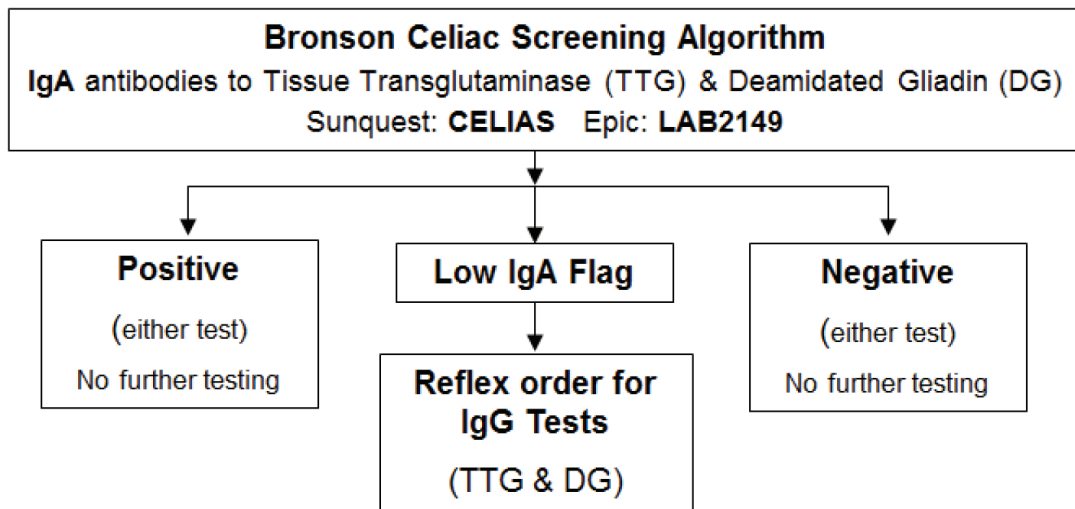 Bronson Celiac Screening Algorithm
IgA antibodies to Tissue Transglutaminase (TTG) & Deamidated Gliadin (DG)
Sunquest: CELIAS Epic: LAB2149
Positive
(either test)
No further testing
Low IgA Flag
Reflex order for
IgG Tests
(TTG & DG)
Negative
(either test)
No further testing